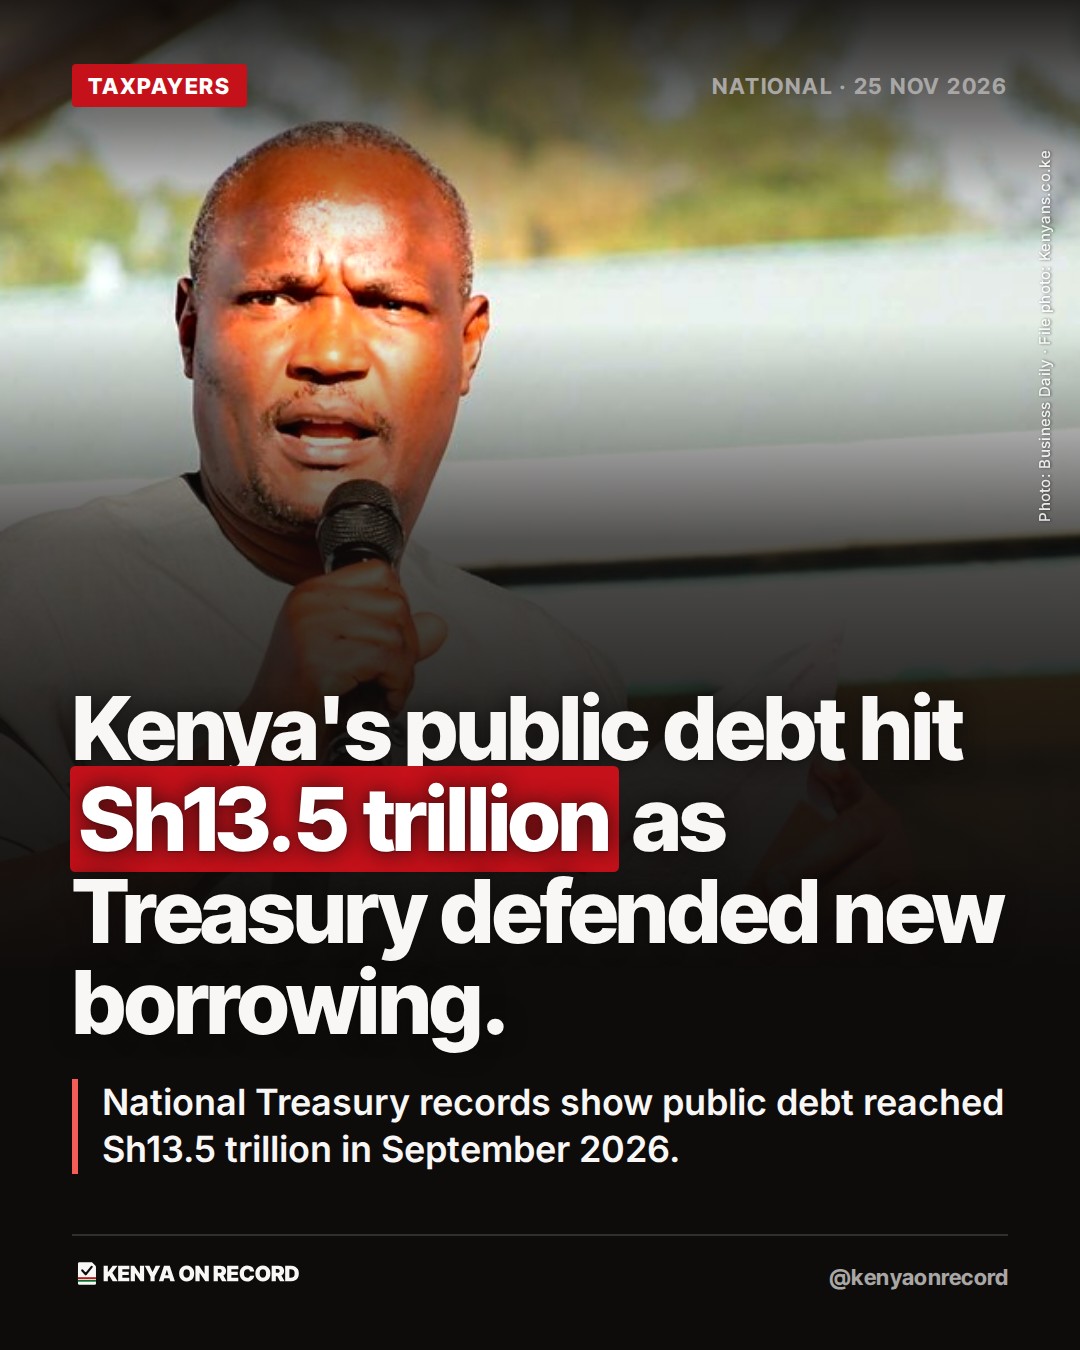 TAXPAYERS
NATIONAL · 25 NOV 2026
Photo: Business Daily · File photo: Kenyans.co.ke
Kenya's public debt hit
Sh13.5 trillion as
Treasury defended new
borrowing.
National Treasury records show public debt reached
Sh13.5 trillion in September 2026.
KENYA ON RECORD
@kenyaonrecord